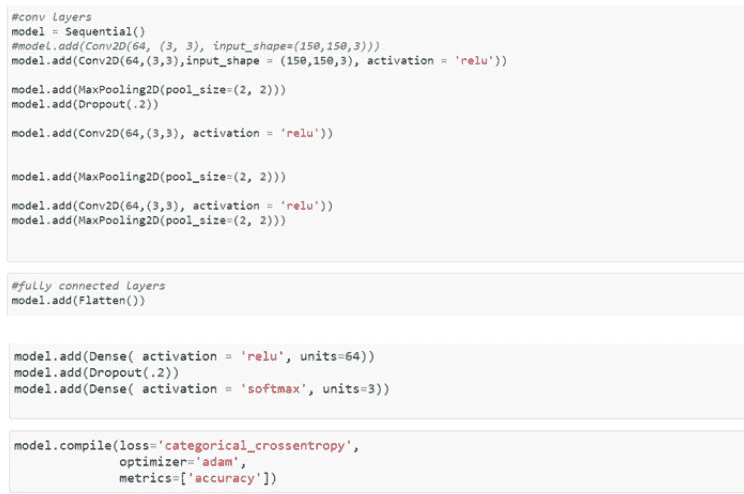 #conv layers
model = Sequential()
#model.add(Conv2D(64, (3, 3), input_shape=(150,150,3)))
model.add(Conv2D(64,(3,3),input_shape = (150,150,3), activation = 'relu'))
model.add(MaxPooling2D(pool_size=(2, 2)))
model.add(Dropout(.2))
model.add(Conv2D(64,(3,3), activation = 'relu'))
model.add(MaxPooling2D(pool_size=(2, 2)))
model.add(Conv2D(64,(3,3), activation = 'relu'))
model.add(MaxPooling2D(pool_size=(2, 2)))
#fully connected layers
model.add(Flatten())
model.add(Dense( activation = 'relu', units=64))
model.add(Dropout(.2))
model.add(Dense( activation = 'softmax', units=3))
model.compile(loss='categorical_crossentropy',
optimizer='adam',
metrics=['accuracy'])